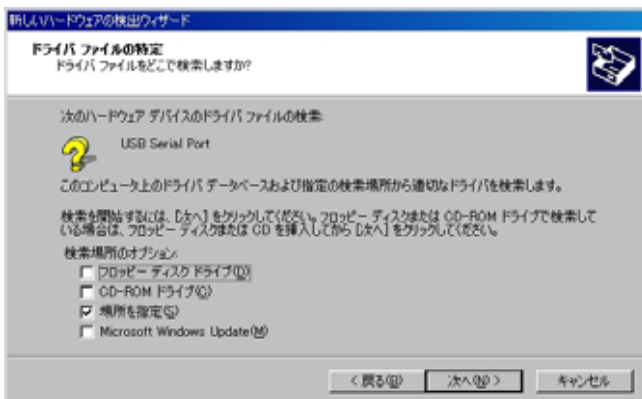 新しいハードウェアの検出ウィザード
ドライバ ファイルの特定
ドライバ ファイルをどこで検索しますか?
次のハードウェア デバイスのドライバ ファイルの検索:
USB Serial Port
このコンピュータ上のドライバ データベースおよび指定の検索場所から適切なドライバを検索します。
検索を開始するには、[次へ] をクリックしてください。フロッピー ディスクまたは CD-ROM ドライブで検索して
いる場合は、フロッピー ディスクまたは CD を挿入してから [次へ] をクリックしてください。
検索場所のオプション:
フロッピー ディスク ドライブ(D)
CD-ROM ドライブ(C)
場所を指定(S)
Microsoft Windows Update(M)
< 戻る(B)
次へ(N) >
キャンセル